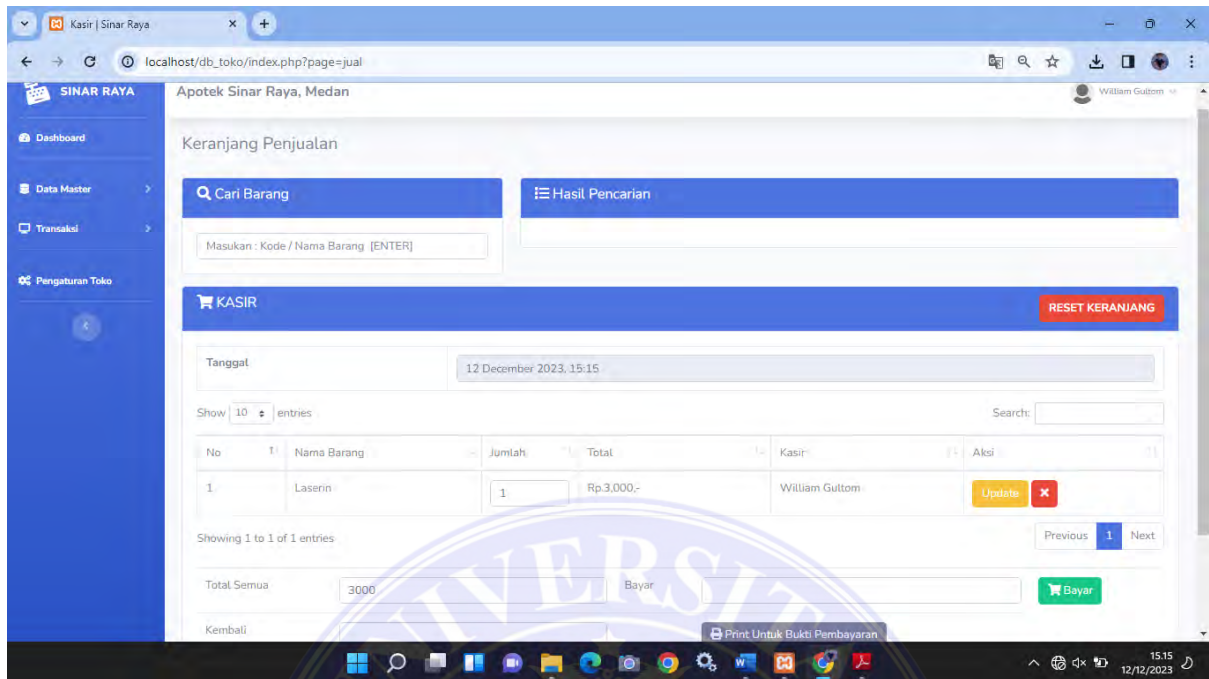 Kasir | Sinar Raya
localhost/db_toko/index.php?page=jual
SINAR RAYA
Apotek Sinar Raya, Medan
William Gultom
Dashboard
Keranjang Penjualan
Data Master
Cari Barang
Hasil Pencarian
Transaksi
Masukan : Kode / Nama Barang [ENTER]
Pengaturan Toko
KASIR
RESET KERANJANG
Tanggal
12 December 2023, 15:15
Show 10 entries
Search:
No Nama Barang Jumlah Total Kasir Aksi
1 Laserin 1 Rp.3,000,- William Gultom Update
Showing 1 to 1 of 1 entries
Previous 1 Next
Total Semua 3000 Bayar Bayar
Kembali
Print Untuk Bukti Pembayaran
15.15
12/12/2023